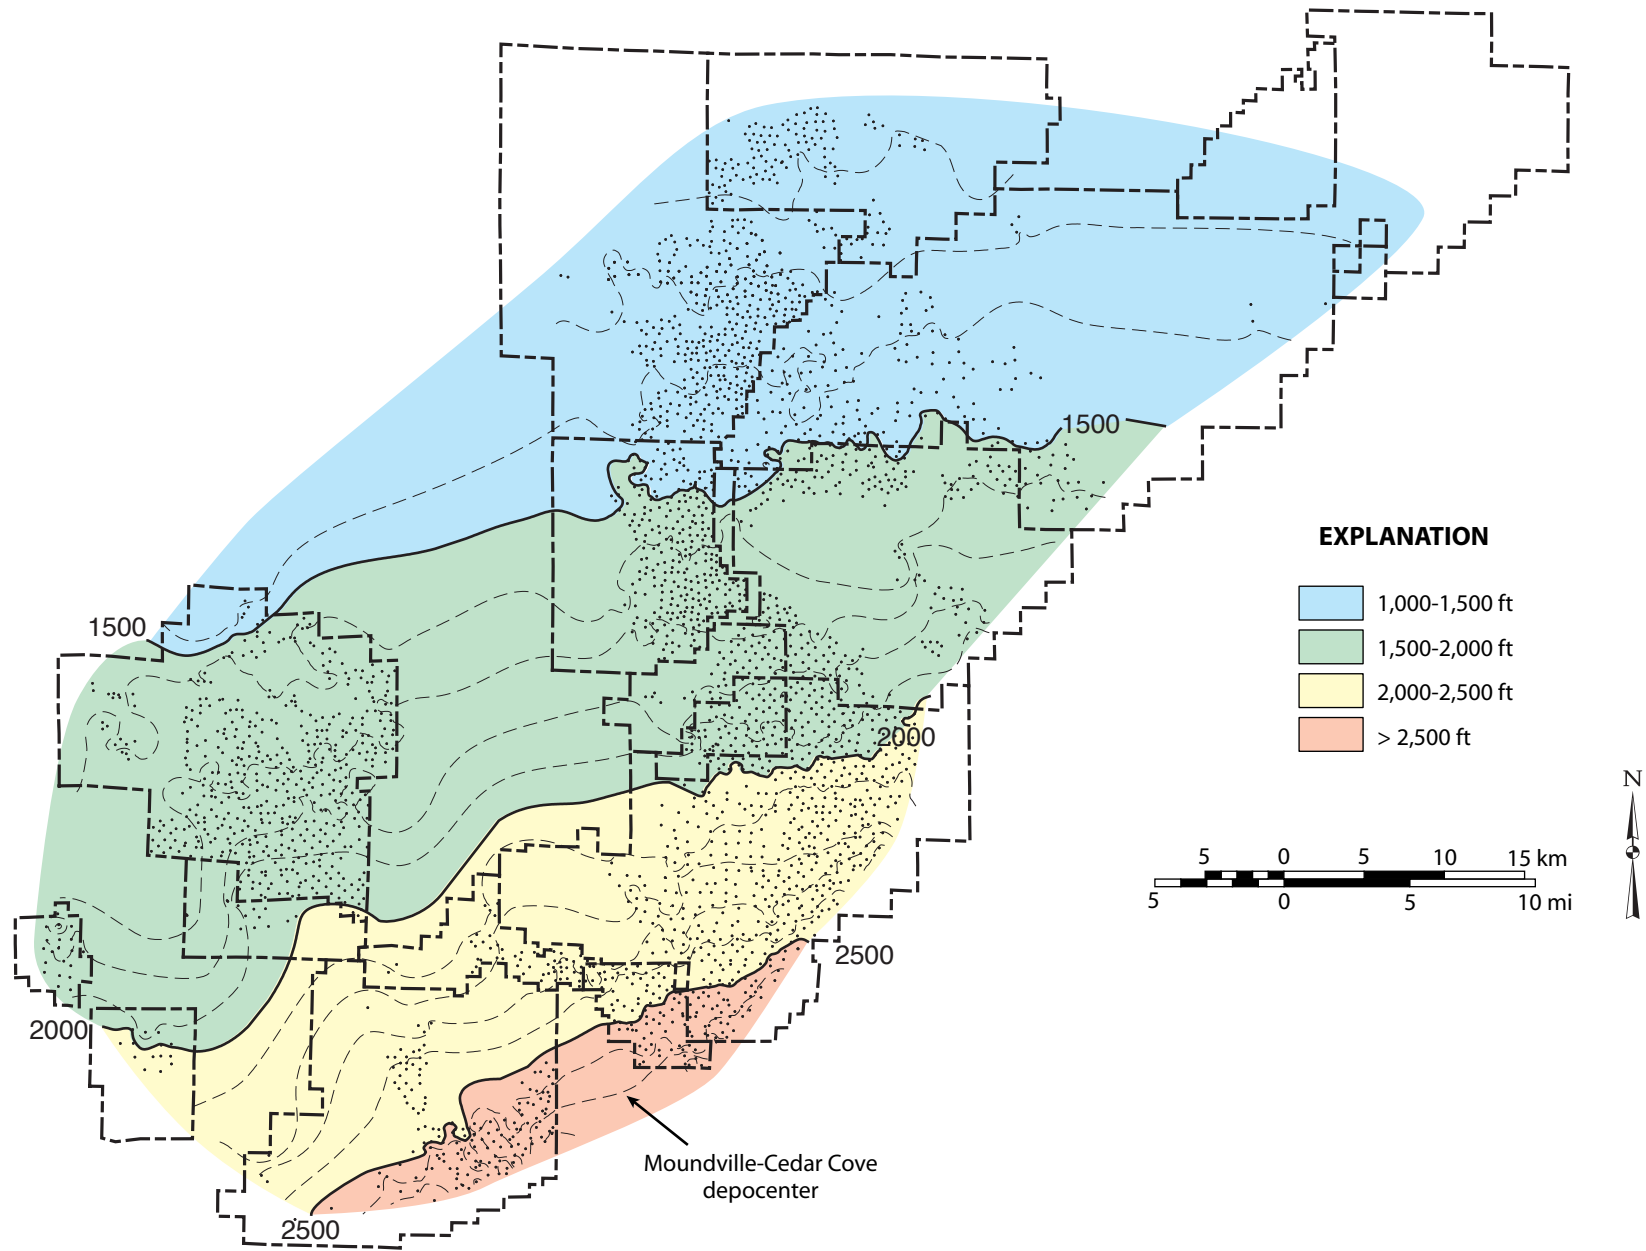 1500
EXPLANATION
1,000-1,500 ft
1,500-2,000 ft
2,000-2,500 ft
> 2,500 ft
1500
2000
N
5 0 5 10 15 km
5 0 5 10 mi
2500
2000
Moundville-Cedar Cove
depocenter
2500